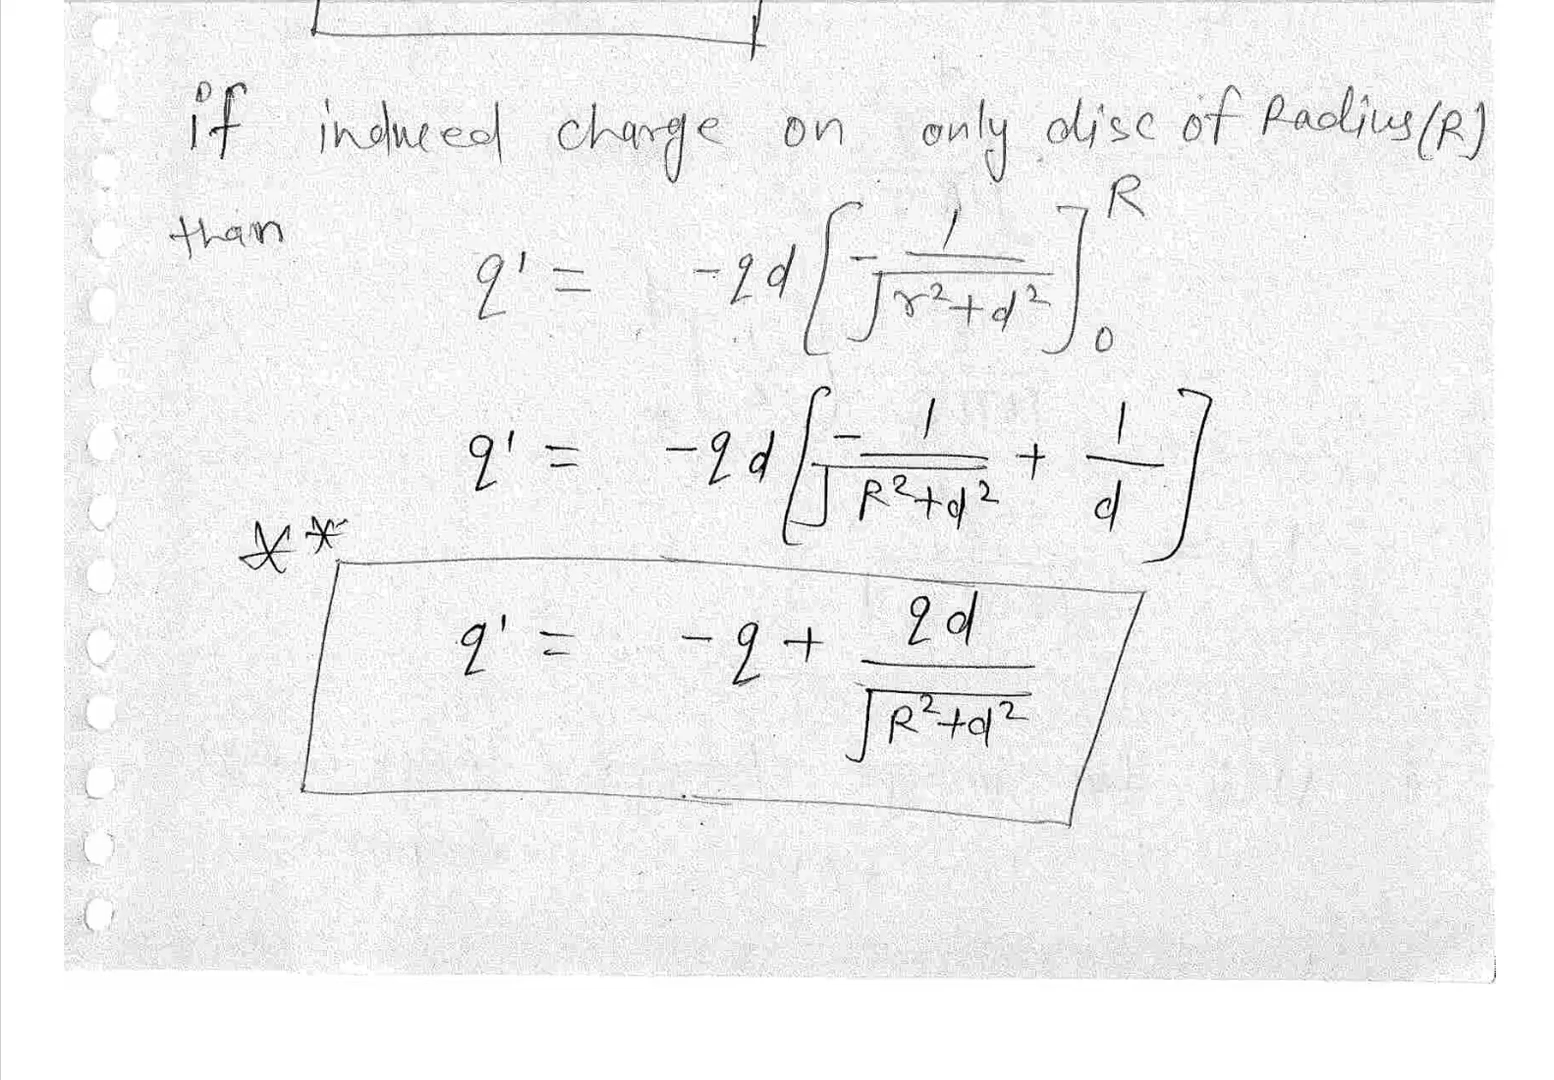 if induced charge on only disc of Radius(R)
than
q' = -qd[-1/√(r²+d²)]₀ᴿ
q' = -qd[-1/√(R²+d²) + 1/d]
**
q' = -q + qd/√(R²+d²)